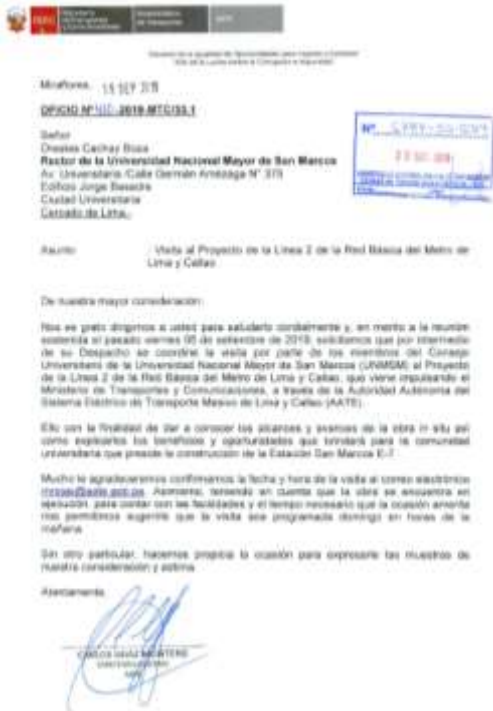 PERÚ
Miraflores, 19 SEP 2019
OFICIO N° -2019-MTC/33.1
Señor
Orestes Cachay Boza
Rector de la Universidad Nacional Mayor de San Marcos
Av. Universitaria /Calle Germán Amézaga N° 375
Edificio Jorge Basadre
Ciudad Universitaria
Cercado de Lima.-
N°
Asunto : Visita al Proyecto de la Línea 2 de la Red Básica del Metro de
Lima y Callao
De nuestra mayor consideración:
Nos es grato dirigirnos a usted para saludarlo cordialmente y, en mérito a la reunión
sostenida el pasado viernes 06 de setiembre de 2019, solicitamos que por intermedio
de su Despacho se coordine la visita por parte de los miembros del Consejo
Universitario de la Universidad Nacional Mayor de San Marcos (UNMSM) al Proyecto
de la Línea 2 de la Red Básica del Metro de Lima y Callao, que viene impulsando el
Ministerio de Transportes y Comunicaciones, a través de la Autoridad Autónoma del
Sistema Eléctrico de Transporte Masivo de Lima y Callao (AATE).
Ello con la finalidad de dar a conocer los alcances y avances de la obra in situ así
como explicarles los beneficios y oportunidades que brindará para la comunidad
universitaria que preside la construcción de la Estación San Marcos E-7.
Mucho le agradeceremos confirmarnos la fecha y hora de la visita al correo electrónico
Asimismo, teniendo en cuenta que la obra se encuentra en
ejecución, para contar con las facilidades y el tiempo necesario que la ocasión amerita
nos permitimos sugerirle que la visita sea programada domingo en horas de la
mañana.
Sin otro particular, hacemos propicia la ocasión para expresarle las muestras de
nuestra consideración y estima.
Atentamente,